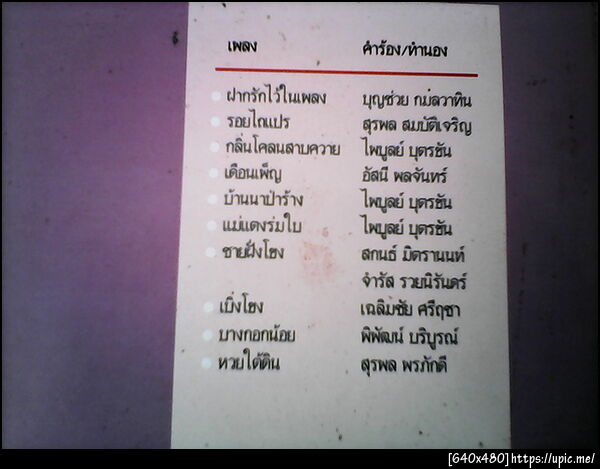 เพลง คำร้อง/ทำนอง
ฝากรักไว้ในเพลง บุญช่วย กมลวาทิน
รอยไถแปร สุรพล สมบัติเจริญ
กลิ่นโคลนสาบควาย ไพบูลย์ บุตรขัน
เดือนเพ็ญ อัสนี พลจันทร์
บ้านนาป่าร้าง ไพบูลย์ บุตรขัน
แม่แตงร่มใบ ไพบูลย์ บุตรขัน
ชายฝั่งโขง สกนธ์ มิตรานนท์
จำรัส รวยนิรันดร์
เบิ่งโขง เฉลิมชัย ศรีฤชา
บางกอกน้อย พิพัฒน์ บริบูรณ์
หวยใต้ดิน สุรพล พรภักดี
[640x480]https://upic.me/